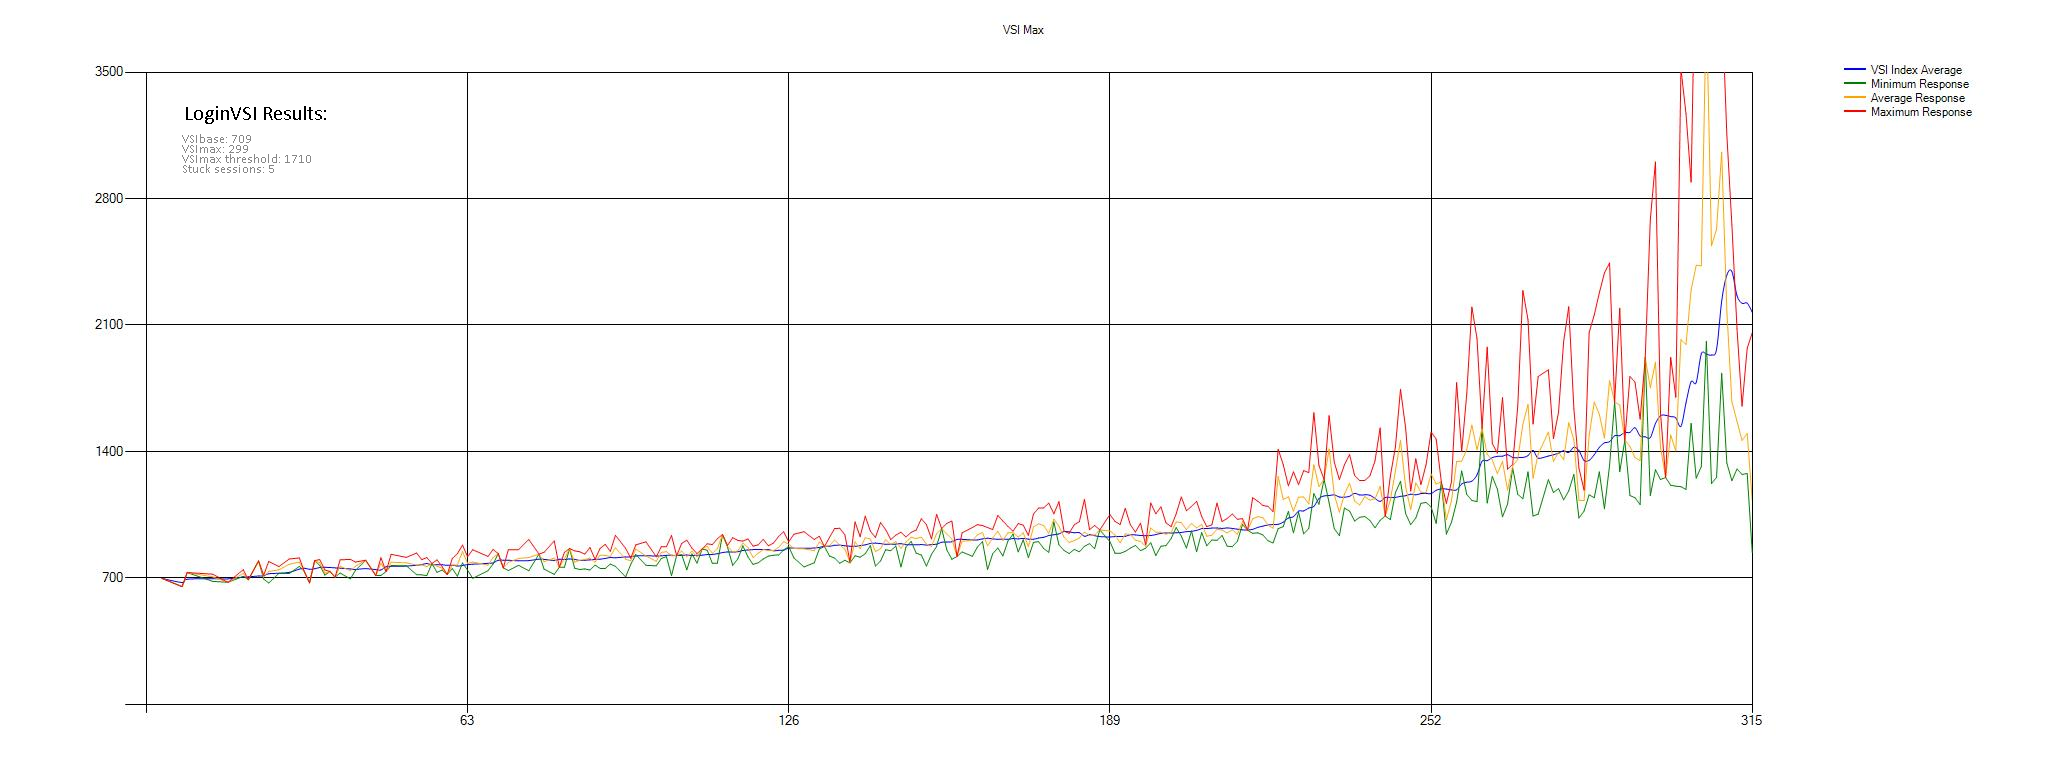 VSI Max
3500
2800
2100
1400
700
LoginVSI Results:
VSIbase: 709
VSImax: 299
VSImax threshold: 1710
Stuck sessions: 5
VSI Index Average
Minimum Response
Average Response
Maximum Response
63
126
189
252
315